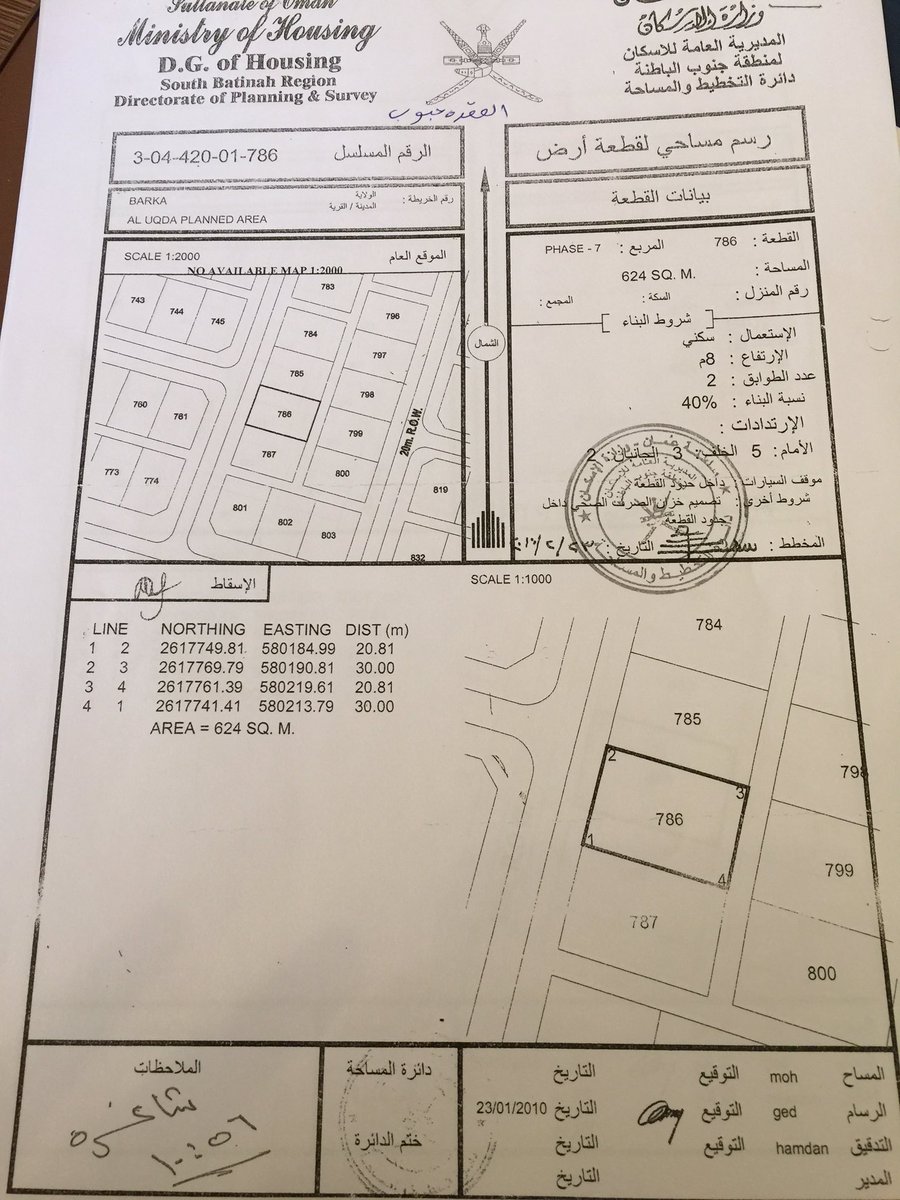 Sultanate of Oman
Ministry of Housing
D.G. of Housing
South Batinah Region
Directorate of Planning & Survey
وزارة الإسكان
المديرية العامة للاسكان
لمنطقة جنوب الباطنة
دائرة التخطيط والمساحة
العقدة جنوب
3-04-420-01-786 الرقم المسلسل
رسم مساحي لقطعة أرض
BARKA الولاية
AL UQDA PLANNED AREA المدينة / القرية
رقم الخريطة :
بيانات القطعة
SCALE 1:2000 الموقع العام
NO AVAILABLE MAP 1:2000
743
744
745
783
784
785
786
787
796
797
798
799
800
760
781
773
774
801
802
803
819
832
20m. R.O.W.
الشمال
القطعة : 786 المربع : PHASE - 7
المساحة : 624 SQ. M.
رقم المنزل : السكة : المجمع :
شروط البناء
الإستعمال : سكني
الإرتفاع : 8م
عدد الطوابق : 2
نسبة البناء : 40%
الإرتدادات :
الأمام : 5 الخلف : 3 الجانبان : 2
موقف السيارات : داخل حدود القطعة
شروط أخرى : تصميم خزان الصرف الصحي داخل
حدود القطعة
المخطط : التاريخ :
الإسقاط
SCALE 1:1000
LINE NORTHING EASTING DIST (m)
1 2 2617749.81 580184.99 20.81
2 3 2617769.79 580190.81 30.00
3 4 2617761.39 580219.61 20.81
4 1 2617741.41 580213.79 30.00
AREA = 624 SQ. M.
784
785
2
3
786
1
4
787
798
799
800
الملاحظات
شاغرة
دائرة المساحة
ختم الدائرة
المساح moh التوقيع التاريخ
الرسام ged التوقيع التاريخ 23/01/2010
التدقيق hamdan التوقيع التاريخ
المدير التاريخ